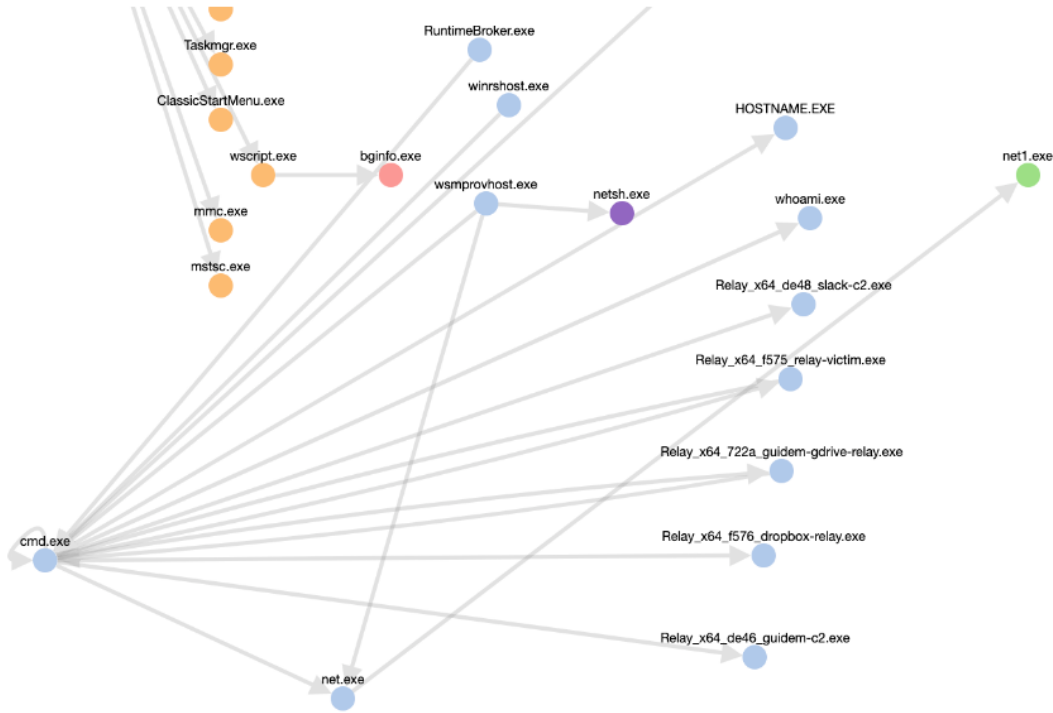 RuntimeBroker.exe
Taskmgr.exe
winrshost.exe
ClassicStartMenu.exe
HOSTNAME.EXE
wscript.exe
bginfo.exe
net1.exe
wsmprovhost.exe
netsh.exe
whoami.exe
mmc.exe
mstsc.exe
Relay_x64_de48_slack-c2.exe
Relay_x64_f575_relay-victim.exe
Relay_x64_722a_guidem-gdrive-relay.exe
Relay_x64_f576_dropbox-relay.exe
cmd.exe
Relay_x64_de46_guidem-c2.exe
net.exe